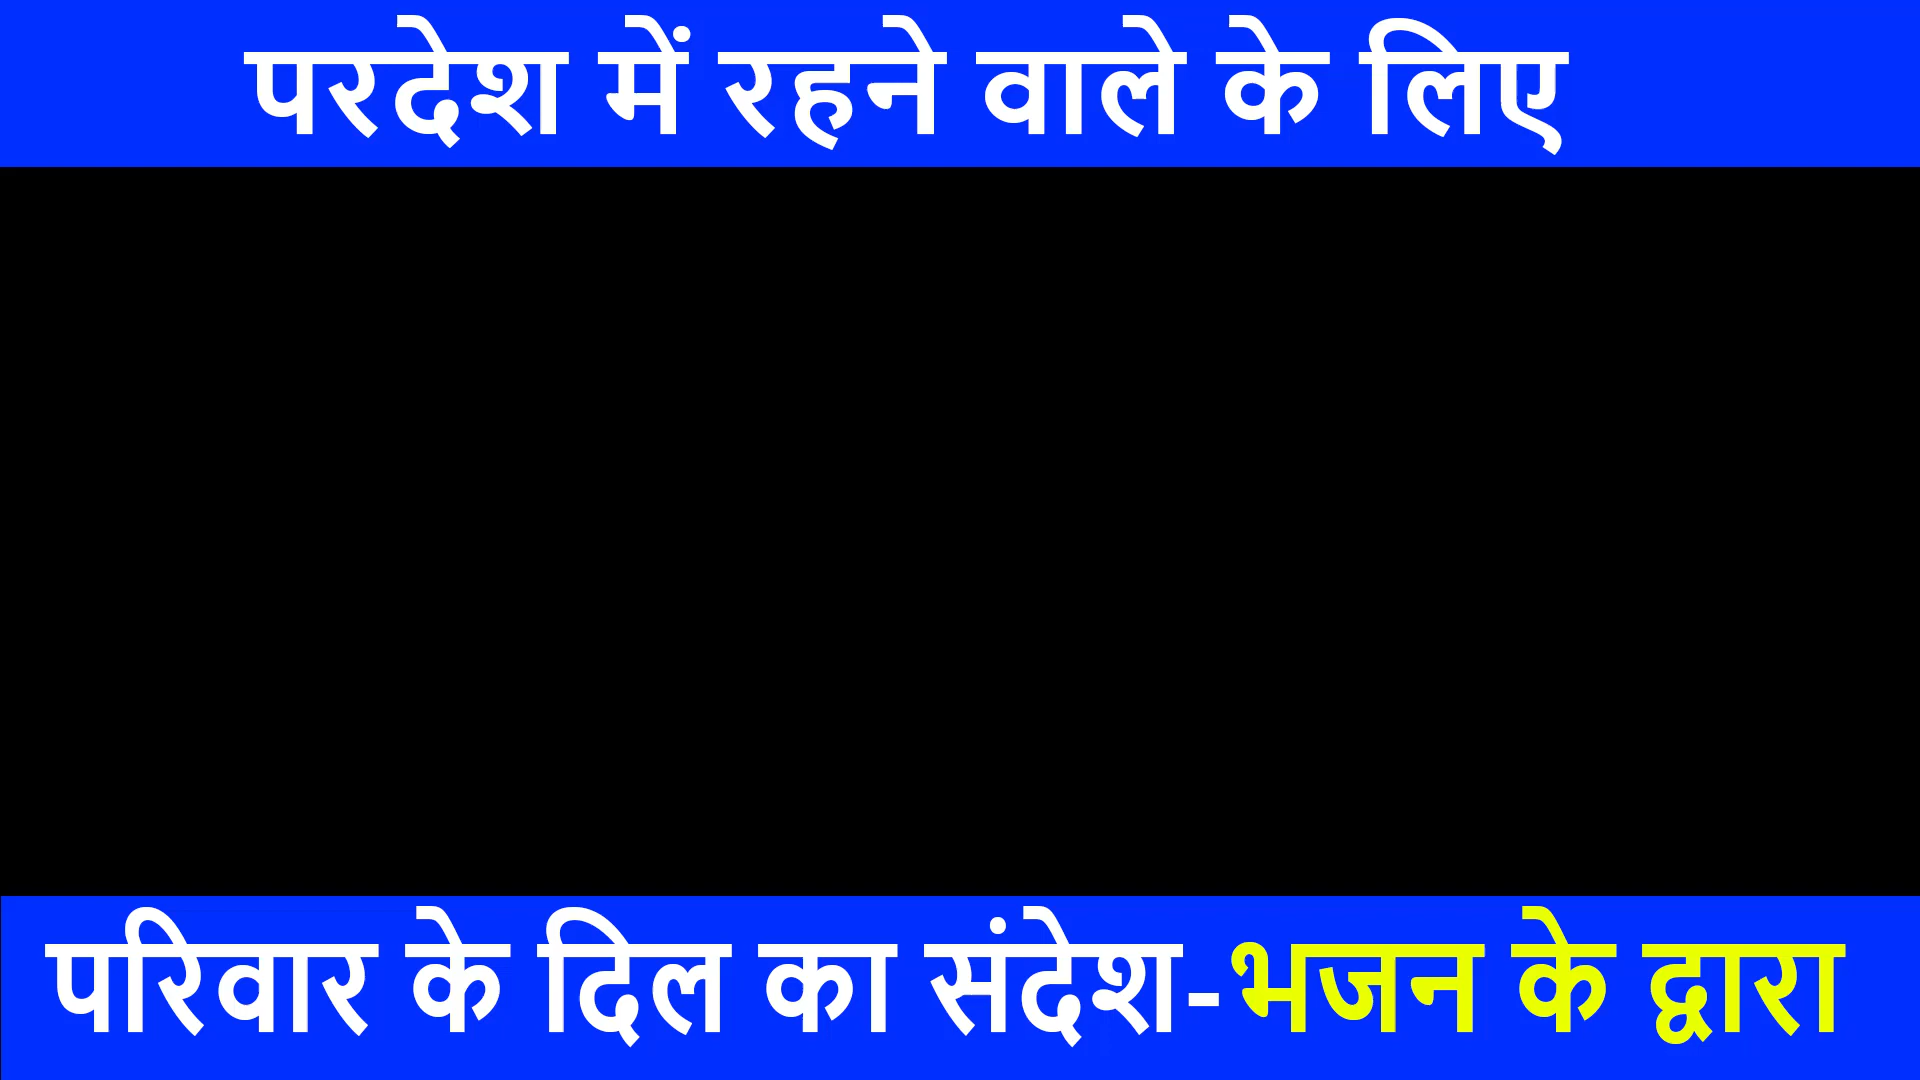 परदेश में रहने वाले के लिए
परिवार के दिल का संदेश-भजन के द्वारा